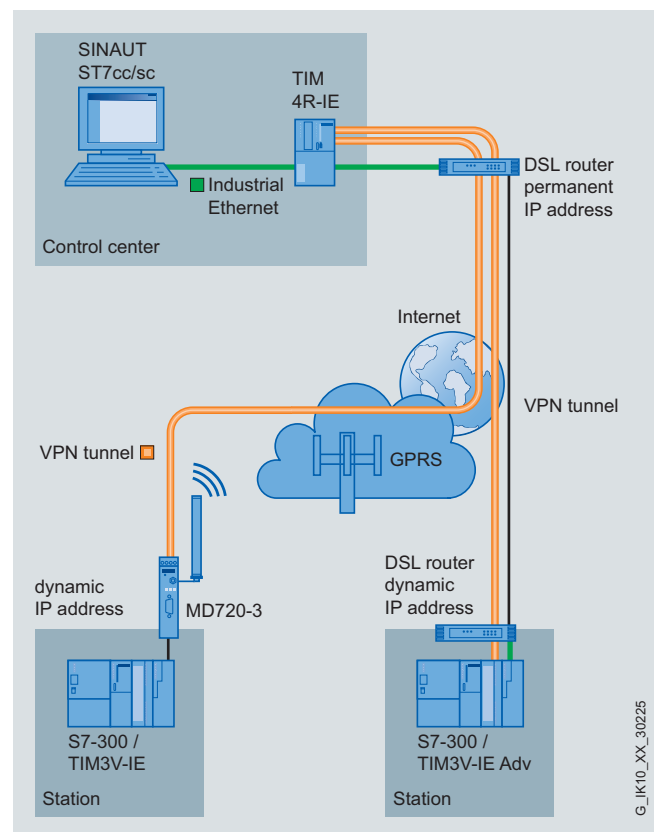 SINAUT
ST7cc/sc
TIM
4R-IE
Industrial
Ethernet
DSL router
permanent
IP address
Control center
Internet
VPN tunnel
VPN tunnel
GPRS
dynamic
IP address
MD720-3
DSL router
dynamic
IP address
S7-300 /
TIM3V-IE
Station
S7-300 /
TIM3V-IE Adv
Station
G_IK10_XX_30225